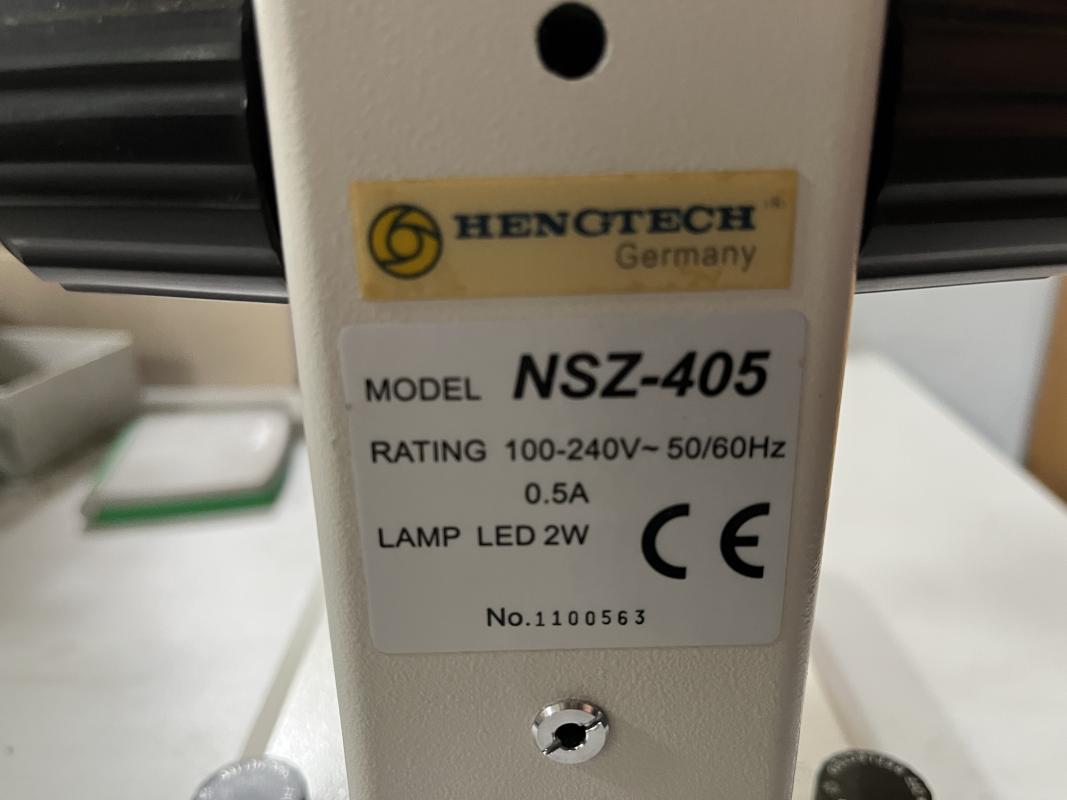 HENGTECH
Germany
MODEL NSZ-405
RATING 100-240V~ 50/60Hz
0.5A
LAMP LED 2W
CE
No.1100563